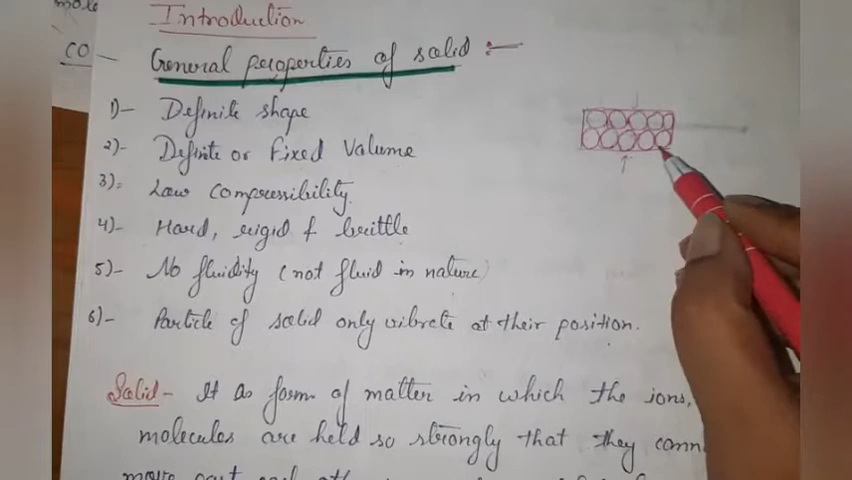 Introduction
CO - General properties of solid :-
1)- Definite shape
2)- Definite or fixed Volume
3)= Low compressibility.
4)- Hard, rigid & brittle
5)- No fluidity (not fluid in nature)
6)- Particle of solid only vibrate at their position.
Solid - It as form of matter in which the ions,
molecules are held so strongly that they